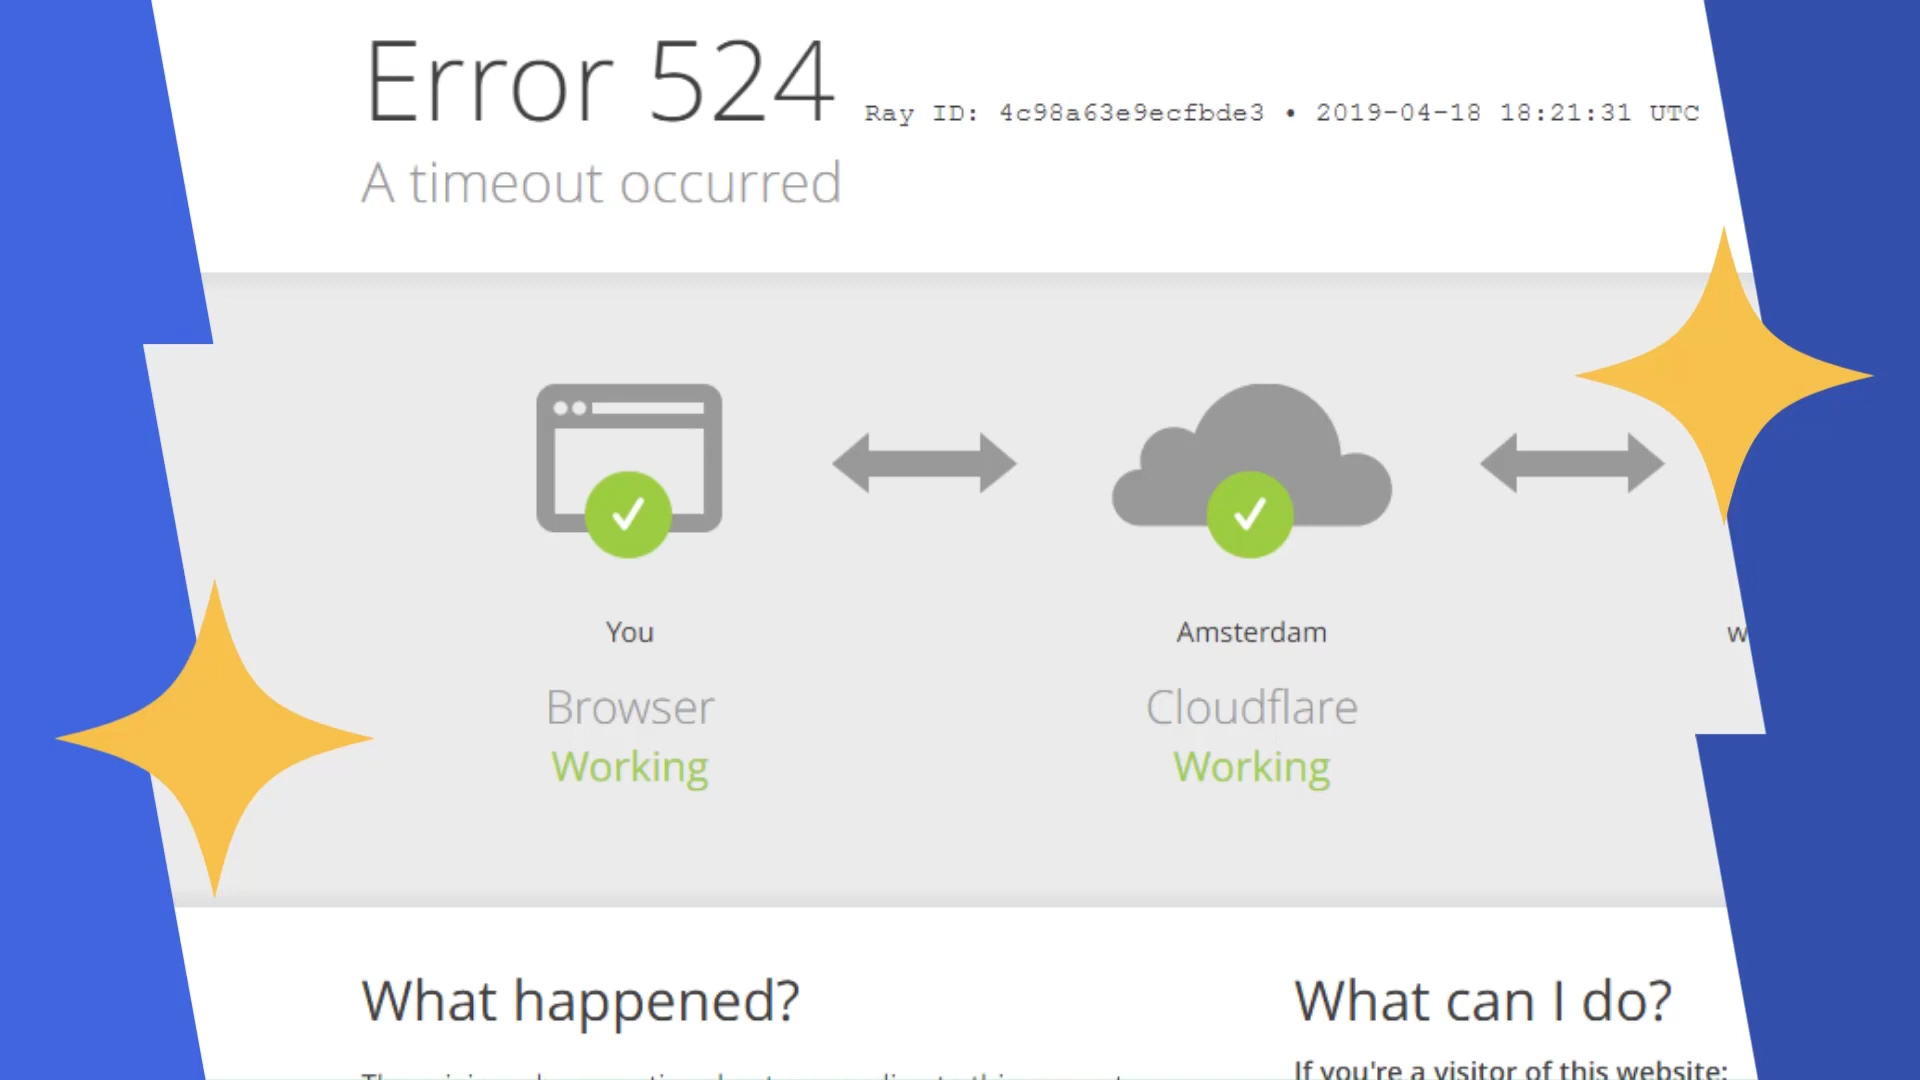 Error 524 Ray ID: 4c98a63e9ecfbde3 • 2019-04-18 18:21:31 UTC
A timeout occurred
You
Amsterdam
Browser
Cloudflare
Working
Working
What happened?
What can I do?
If you're a visitor of this website: